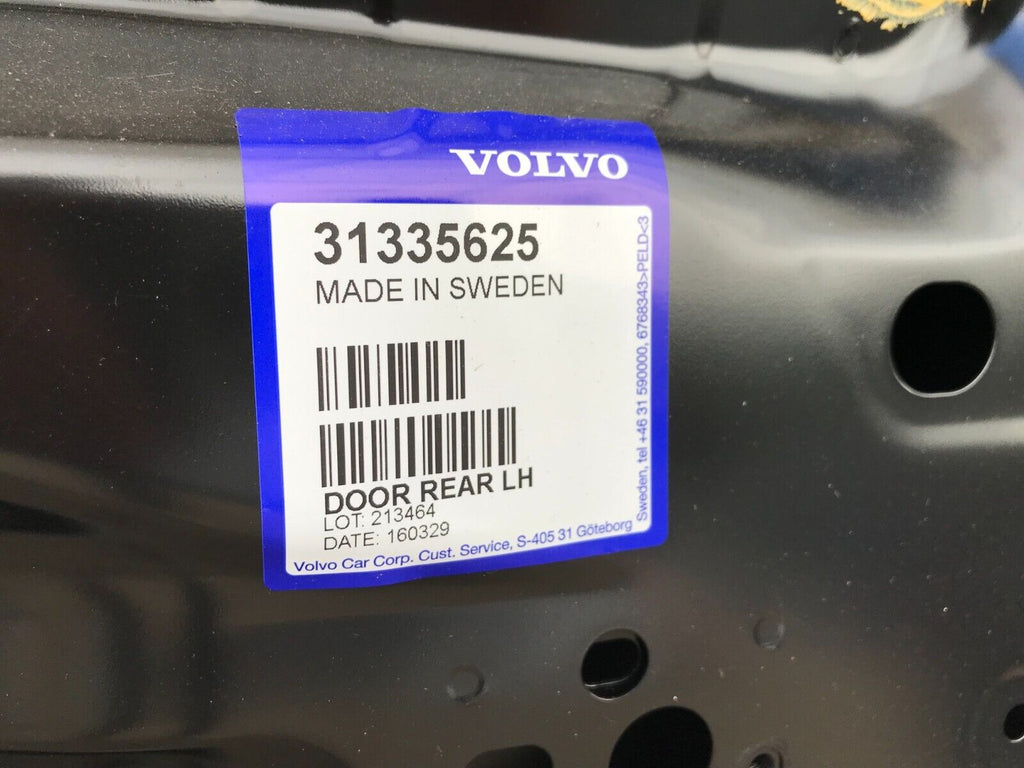 VOLVO
31335625
MADE IN SWEDEN
DOOR REAR LH
LOT: 213464
DATE: 160329
Volvo Car Corp. Cust. Service, S-405 31 Göteborg
Sweden, tel +46 31 590000, 6768343>PELD<3